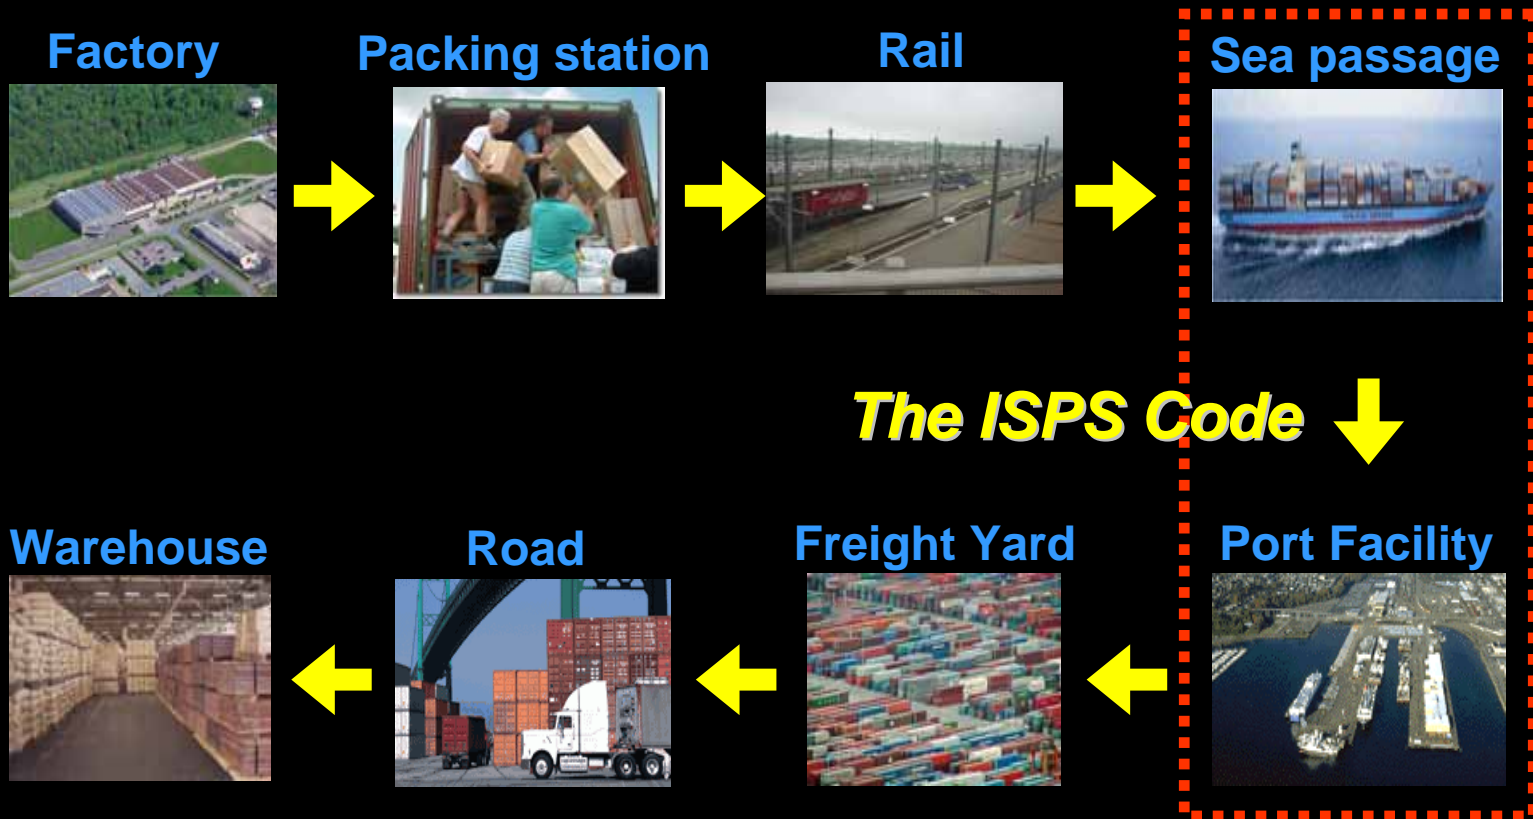 Factory
Packing station
Rail
Sea passage
The ISPS Code
Warehouse
Road
Freight Yard
Port Facility